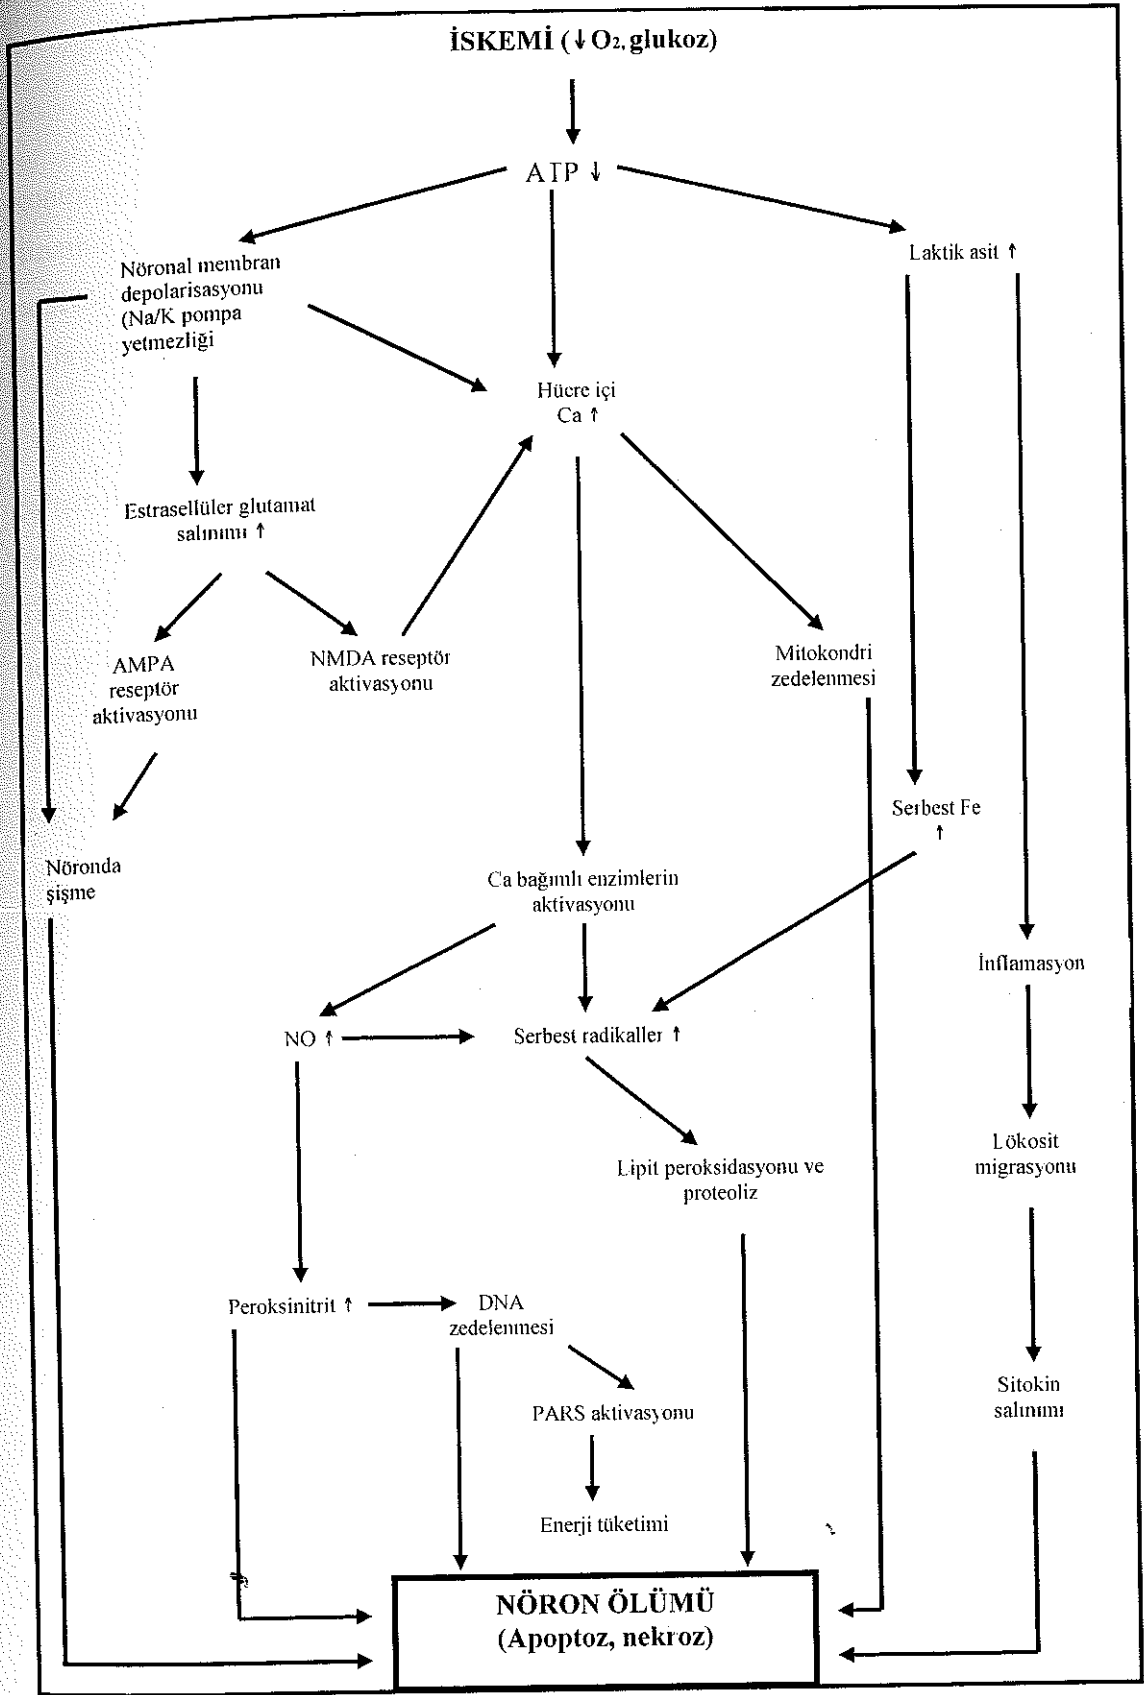 İSKEMİ (↓O2, glukoz)
ATP ↓
Nöronal membran
depolarisasyonu
(Na/K pompa
yetmezliği
Laktik asit ↑
Hücre içi
Ca ↑
Estrasellüler glutamat
salınımı ↑
AMPA
reseptör
aktivasyonu
NMDA reseptör
aktivasyonu
Mitokondri
zedelenmesi
Serbest Fe
↑
Nöronda
şişme
Ca bağımlı enzimlerin
aktivasyonu
İnflamasyon
NO ↑
Serbest radikaller ↑
Lökosit
migrasyonu
Lipit peroksidasyonu ve
proteoliz
Peroksinitrit ↑
DNA
zedelenmesi
Sitokin
salınımı
PARS aktivasyonu
Enerji tüketimi
NÖRON ÖLÜMÜ
(Apoptoz, nekroz)